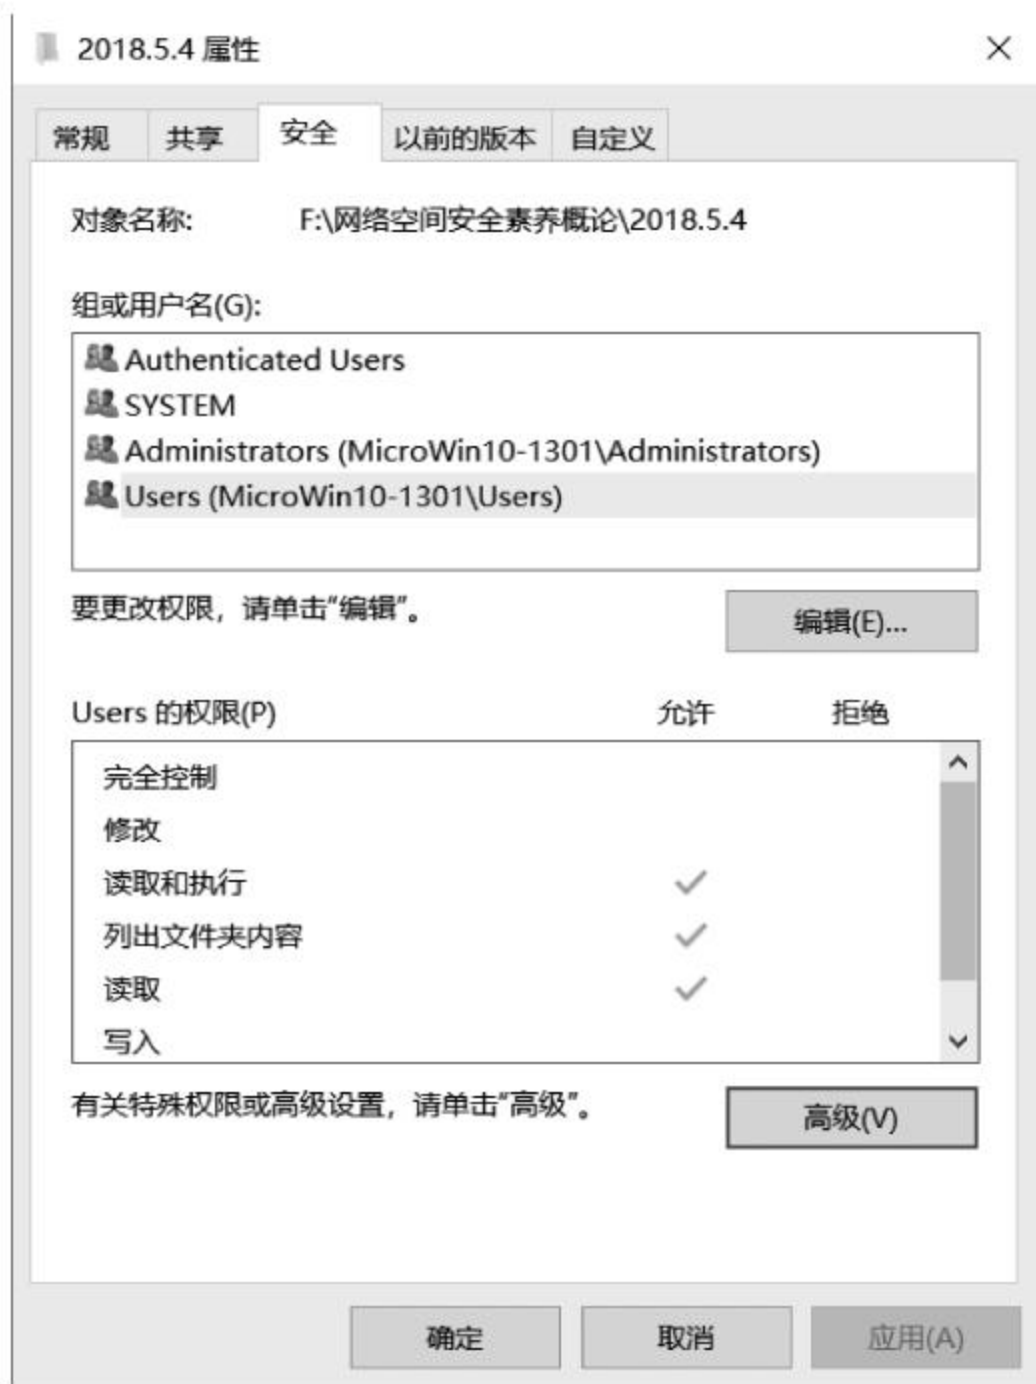 2018.5.4 属性
常规 共享 安全 以前的版本 自定义
对象名称: F:\网络空间安全素养概论\2018.5.4
组或用户名(G):
Authenticated Users
SYSTEM
Administrators (MicroWin10-1301\Administrators)
Users (MicroWin10-1301\Users)
要更改权限，请单击“编辑”。
编辑(E)...
Users 的权限(P) 允许 拒绝
完全控制
修改
读取和执行
列出文件夹内容
读取
写入
有关特殊权限或高级设置，请单击“高级”。
高级(V)
确定 取消 应用(A)